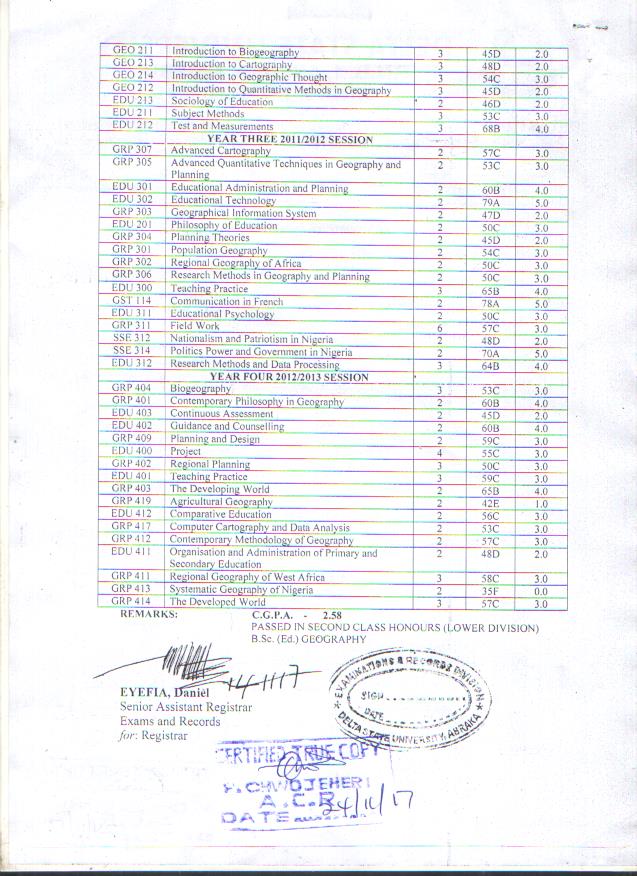 GEO 211 Introduction to Biogeography 3 45D 2.0
GEO 213 Introduction to Cartography 3 48D 2.0
GEO 214 Introduction to Geographic Thought 3 54C 3.0
GEO 212 Introduction to Quantitative Methods in Geography 3 45D 2.0
EDU 213 Sociology of Education 2 46D 2.0
EDU 211 Subject Methods 3 53C 3.0
EDU 212 Test and Measurements 3 68B 4.0
YEAR THREE 2011/2012 SESSION
GRP 307 Advanced Cartography 2 57C 3.0
GRP 305 Advanced Quantitative Techniques in Geography and 2 53C 3.0
Planning
EDU 301 Educational Administration and Planning 2 60B 4.0
EDU 302 Educational Technology 2 79A 5.0
GRP 303 Geographical Information System 2 47D 2.0
EDU 201 Philosophy of Education 2 50C 3.0
GRP 304 Planning Theories 2 45D 2.0
GRP 301 Population Geography 2 54C 3.0
GRP 302 Regional Geography of Africa 2 50C 3.0
GRP 306 Research Methods in Geography and Planning 2 50C 3.0
EDU 300 Teaching Practice 3 65B 4.0
GST 114 Communication in French 2 78A 5.0
EDU 311 Educational Psychology 2 50C 3.0
GRP 311 Field Work 6 57C 3.0
SSE 312 Nationalism and Patriotism in Nigeria 2 48D 2.0
SSE 314 Politics Power and Government in Nigeria 2 70A 5.0
EDU 312 Research Methods and Data Processing 3 64B 4.0
YEAR FOUR 2012/2013 SESSION
GRP 404 Biogeography 3 53C 3.0
GRP 401 Contemporary Philosophy in Geography 2 60B 4.0
EDU 403 Continuous Assessment 2 45D 2.0
EDU 402 Guidance and Counselling 2 60B 4.0
GRP 409 Planning and Design 2 59C 3.0
EDU 400 Project 4 55C 3.0
GRP 402 Regional Planning 3 50C 3.0
EDU 401 Teaching Practice 3 59C 3.0
GRP 403 The Developing World 2 65B 4.0
GRP 419 Agricultural Geography 2 42E 1.0
EDU 412 Comparative Education 2 56C 3.0
GRP 417 Computer Cartography and Data Analysis 2 53C 3.0
GRP 412 Contemporary Methodology of Geography 2 57C 3.0
EDU 411 Organisation and Administration of Primary and 2 48D 2.0
Secondary Education
GRP 411 Regional Geography of West Africa 3 58C 3.0
GRP 413 Systematic Geography of Nigeria 2 35F 0.0
GRP 414 The Developed World 3 57C 3.0
REMARKS: C.G.P.A. - 2.58
PASSED IN SECOND CLASS HONOURS (LOWER DIVISION)
B.Sc. (Ed.) GEOGRAPHY
14-11-17
EYEFIA, Daniel
Senior Assistant Registrar
Exams and Records
for: Registrar
EXAMINATIONS & RECORDS DIVISION
SIGN
DATE
DELTA STATE UNIVERSITY, ABRAKA
CERTIFIED TRUE COPY
A.C.R
DATE 24/11/17